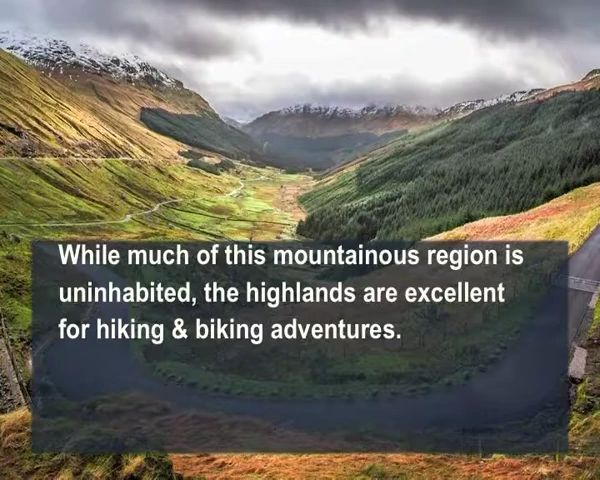 While much of this mountainous region is
uninhabited, the highlands are excellent
for hiking & biking adventures.